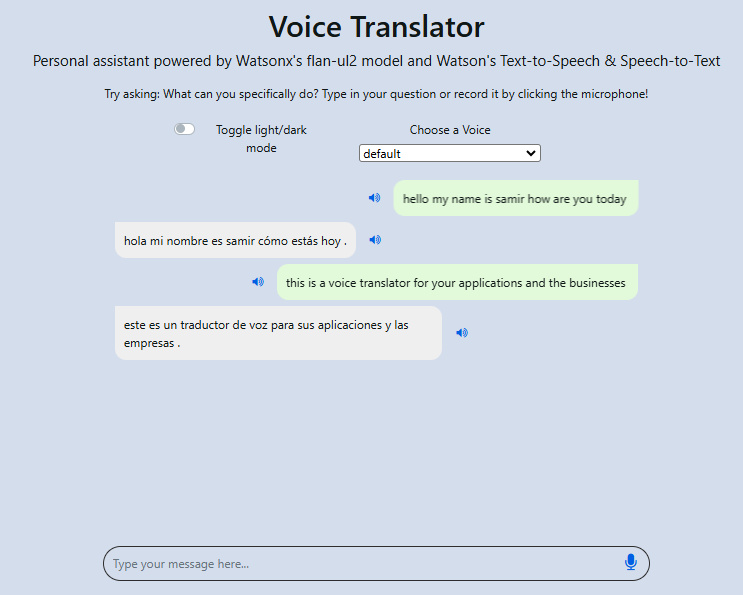 Voice Translator
Personal assistant powered by Watsonx's flan-ul2 model and Watson's Text-to-Speech & Speech-to-Text
Try asking: What can you specifically do? Type in your question or record it by clicking the microphone!
Toggle light/dark
mode
Choose a Voice
default
hello my name is samir how are you today
hola mi nombre es samir cómo estás hoy .
this is a voice translator for your applications and the businesses
este es un traductor de voz para sus aplicaciones y las
empresas .
Type your message here...